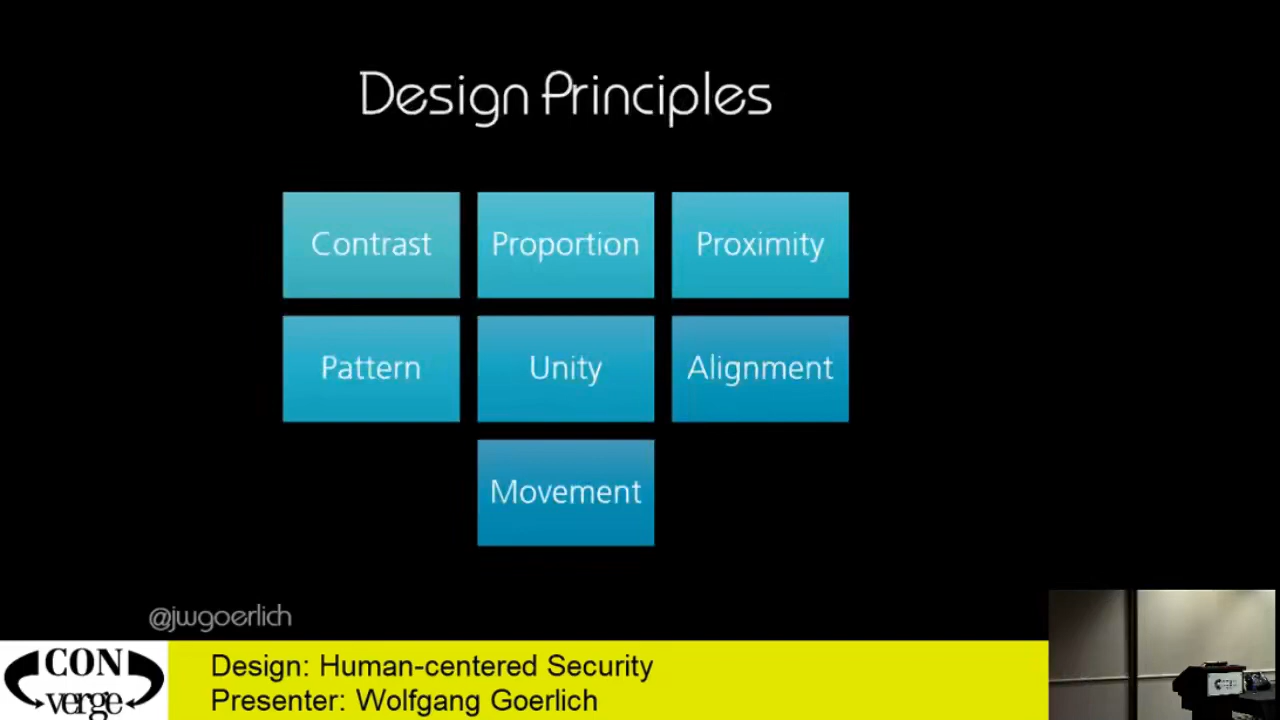 Design Principles
Contrast Proportion Proximity
Pattern Unity Alignment
Movement
@jwgoerlich
CON
verge
Design: Human-centered Security
Presenter: Wolfgang Goerlich